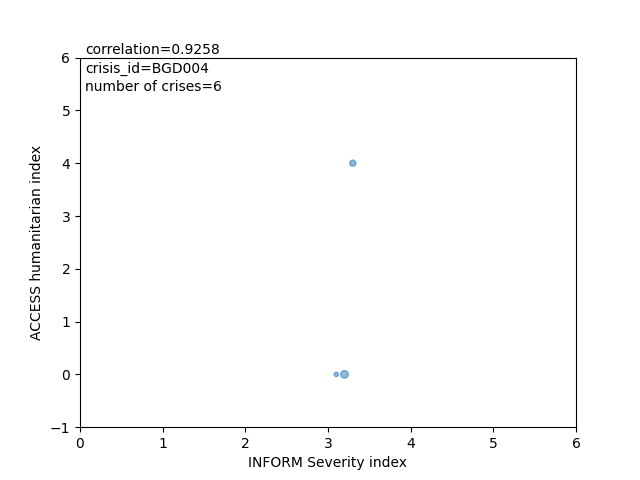 correlation=0.9258
crisis_id=BGD004
number of crises=6
6
5
4
3
2
1
0
−1
ACCESS humanitarian index
0 1 2 3 4 5 6
INFORM Severity index